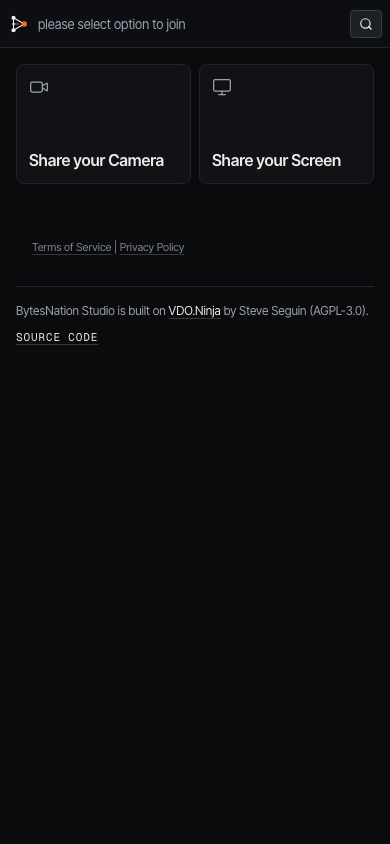 please select option to join
Share your Camera
Share your Screen
Terms of Service | Privacy Policy
BytesNation Studio is built on VDO.Ninja by Steve Seguin (AGPL-3.0).
SOURCE CODE